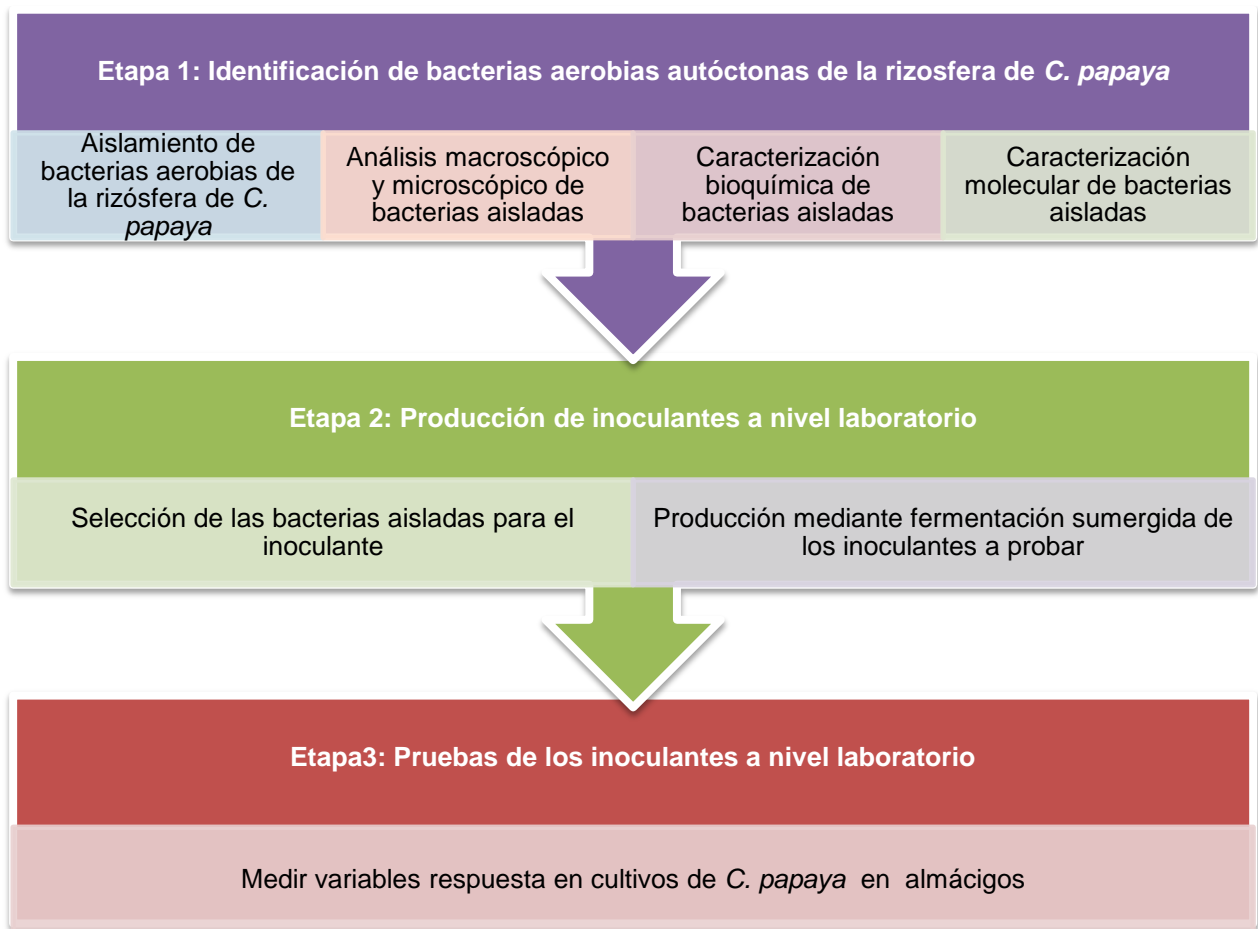 Etapa 1: Identificación de bacterias aerobias autóctonas de la rizosfera de C. papaya
Aislamiento de
bacterias aerobias de
la rizósfera de C.
papaya
Análisis macroscópico
y microscópico de
bacterias aisladas
Caracterización
bioquímica de
bacterias aisladas
Caracterización
molecular de bacterias
aisladas
Etapa 2: Producción de inoculantes a nivel laboratorio
Selección de las bacterias aisladas para el
inoculante
Producción mediante fermentación sumergida de
los inoculantes a probar
Etapa3: Pruebas de los inoculantes a nivel laboratorio
Medir variables respuesta en cultivos de C. papaya en almácigos